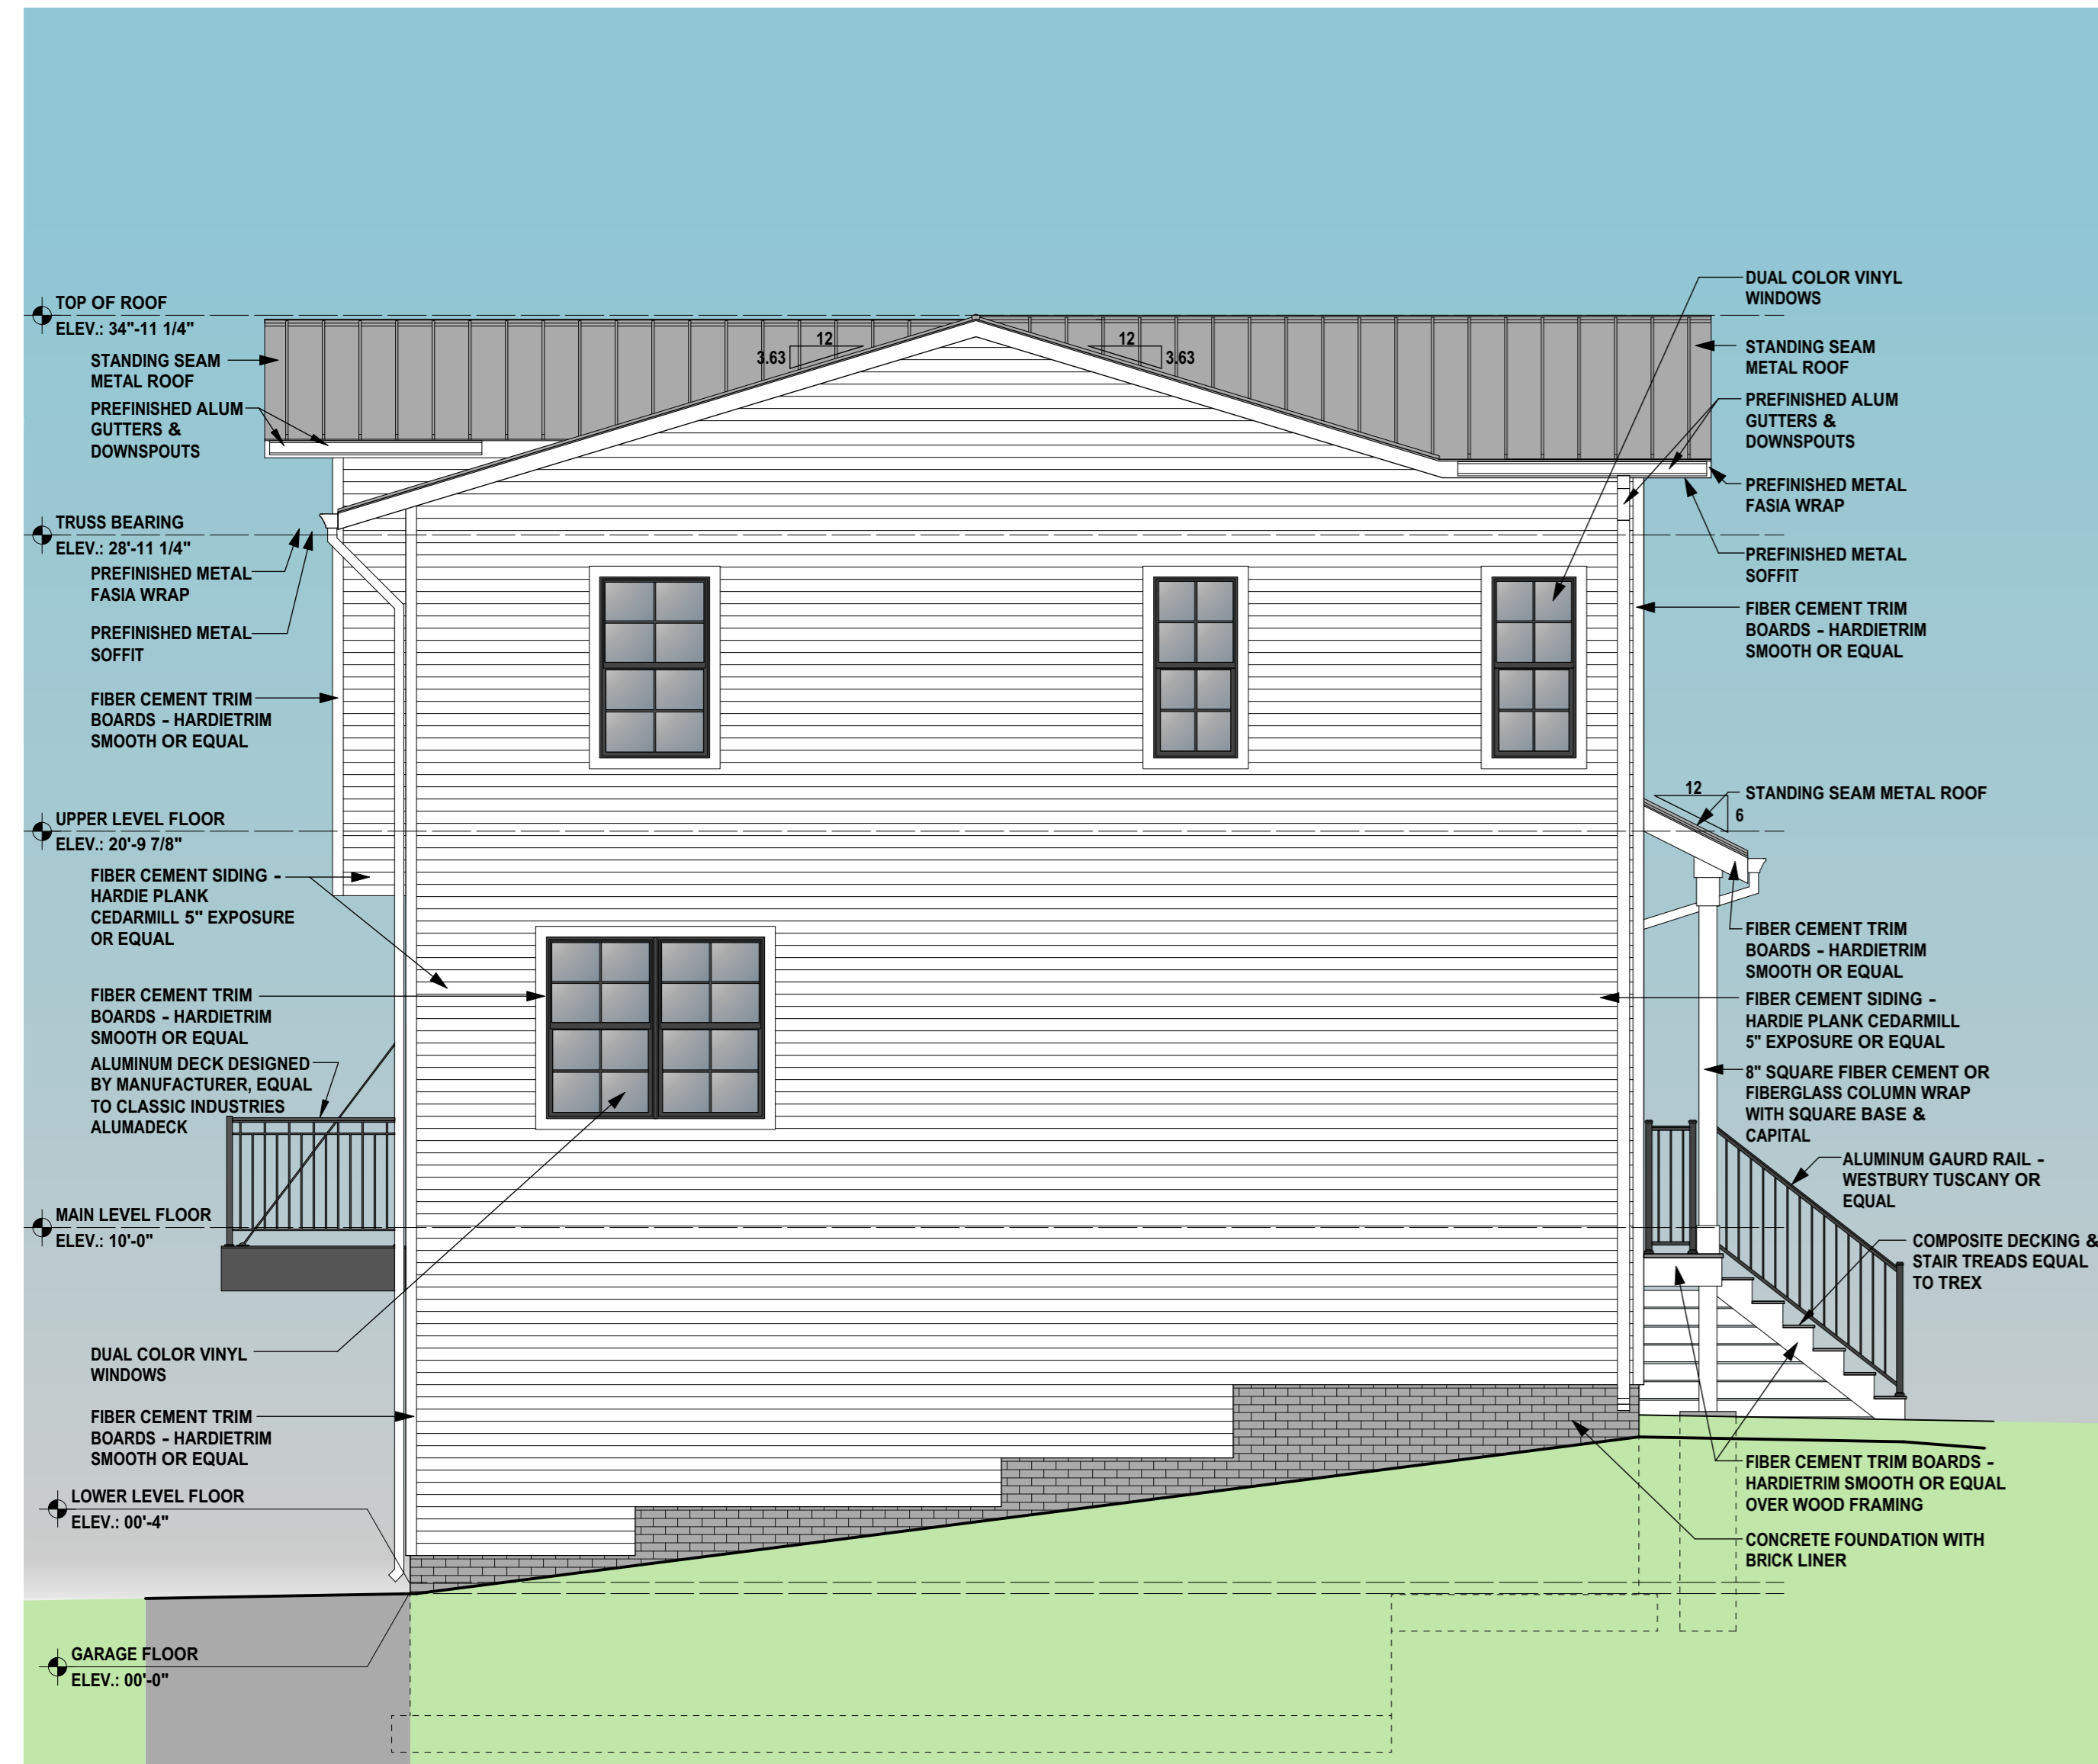 TOP OF ROOF
ELEV.: 34"-11 1/4"
STANDING SEAM
METAL ROOF
PREFINISHED ALUM
GUTTERS &
DOWNSPOUTS
TRUSS BEARING
ELEV.: 28'-11 1/4"
PREFINISHED METAL
FASIA WRAP
PREFINISHED METAL
SOFFIT
FIBER CEMENT TRIM
BOARDS - HARDIETRIM
SMOOTH OR EQUAL
UPPER LEVEL FLOOR
ELEV.: 20'-9 7/8"
FIBER CEMENT SIDING -
HARDIE PLANK
CEDARMILL 5" EXPOSURE
OR EQUAL
FIBER CEMENT TRIM
BOARDS - HARDIETRIM
SMOOTH OR EQUAL
ALUMINUM DECK DESIGNED
BY MANUFACTURER, EQUAL
TO CLASSIC INDUSTRIES
ALUMADECK
MAIN LEVEL FLOOR
ELEV.: 10'-0"
DUAL COLOR VINYL
WINDOWS
FIBER CEMENT TRIM
BOARDS - HARDIETRIM
SMOOTH OR EQUAL
LOWER LEVEL FLOOR
ELEV.: 00'-4"
GARAGE FLOOR
ELEV.: 00'-0"
12
3.63
12
3.63
DUAL COLOR VINYL
WINDOWS
STANDING SEAM
METAL ROOF
PREFINISHED ALUM
GUTTERS &
DOWNSPOUTS
PREFINISHED METAL
FASIA WRAP
PREFINISHED METAL
SOFFIT
FIBER CEMENT TRIM
BOARDS - HARDIETRIM
SMOOTH OR EQUAL
12
6
STANDING SEAM METAL ROOF
FIBER CEMENT TRIM
BOARDS - HARDIETRIM
SMOOTH OR EQUAL
FIBER CEMENT SIDING -
HARDIE PLANK CEDARMILL
5" EXPOSURE OR EQUAL
8" SQUARE FIBER CEMENT OR
FIBERGLASS COLUMN WRAP
WITH SQUARE BASE &
CAPITAL
ALUMINUM GAURD RAIL -
WESTBURY TUSCANY OR
EQUAL
COMPOSITE DECKING &
STAIR TREADS EQUAL
TO TREX
FIBER CEMENT TRIM BOARDS -
HARDIETRIM SMOOTH OR EQUAL
OVER WOOD FRAMING
CONCRETE FOUNDATION WITH
BRICK LINER